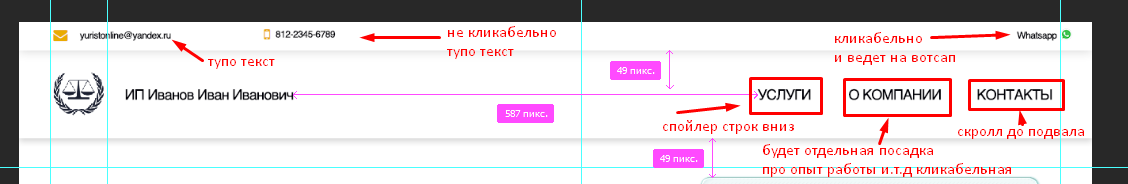 yuristonline@yandex.ru
812-2345-6789
не кликабельно
тупо текст
кликабельно
и ведет на вотсап
Whatsapp
тупо текст
49 пикс.
ИП Иванов Иван Иванович
УСЛУГИ
О КОМПАНИИ
КОНТАКТЫ
587 пикс.
спойлер строк вниз
скролл до подвала
будет отдельная посадка
про опыт работы и.т.д кликабельная
49 пикс.